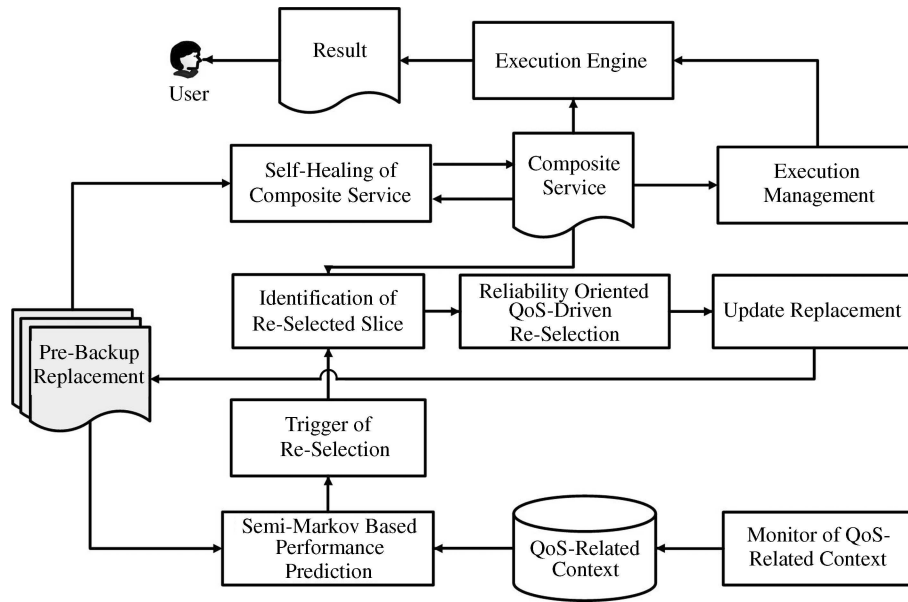 Result
Execution Engine
User
Self-Healing of
Composite Service
Composite
Service
Execution
Management
Identification of
Re-Selected Slice
Reliability Oriented
QoS-Driven
Re-Selection
Update Replacement
Pre-Backup
Replacement
Trigger of
Re-Selection
Semi-Markov Based
Performance
Prediction
QoS-Related
Context
Monitor of QoS-
Related Context